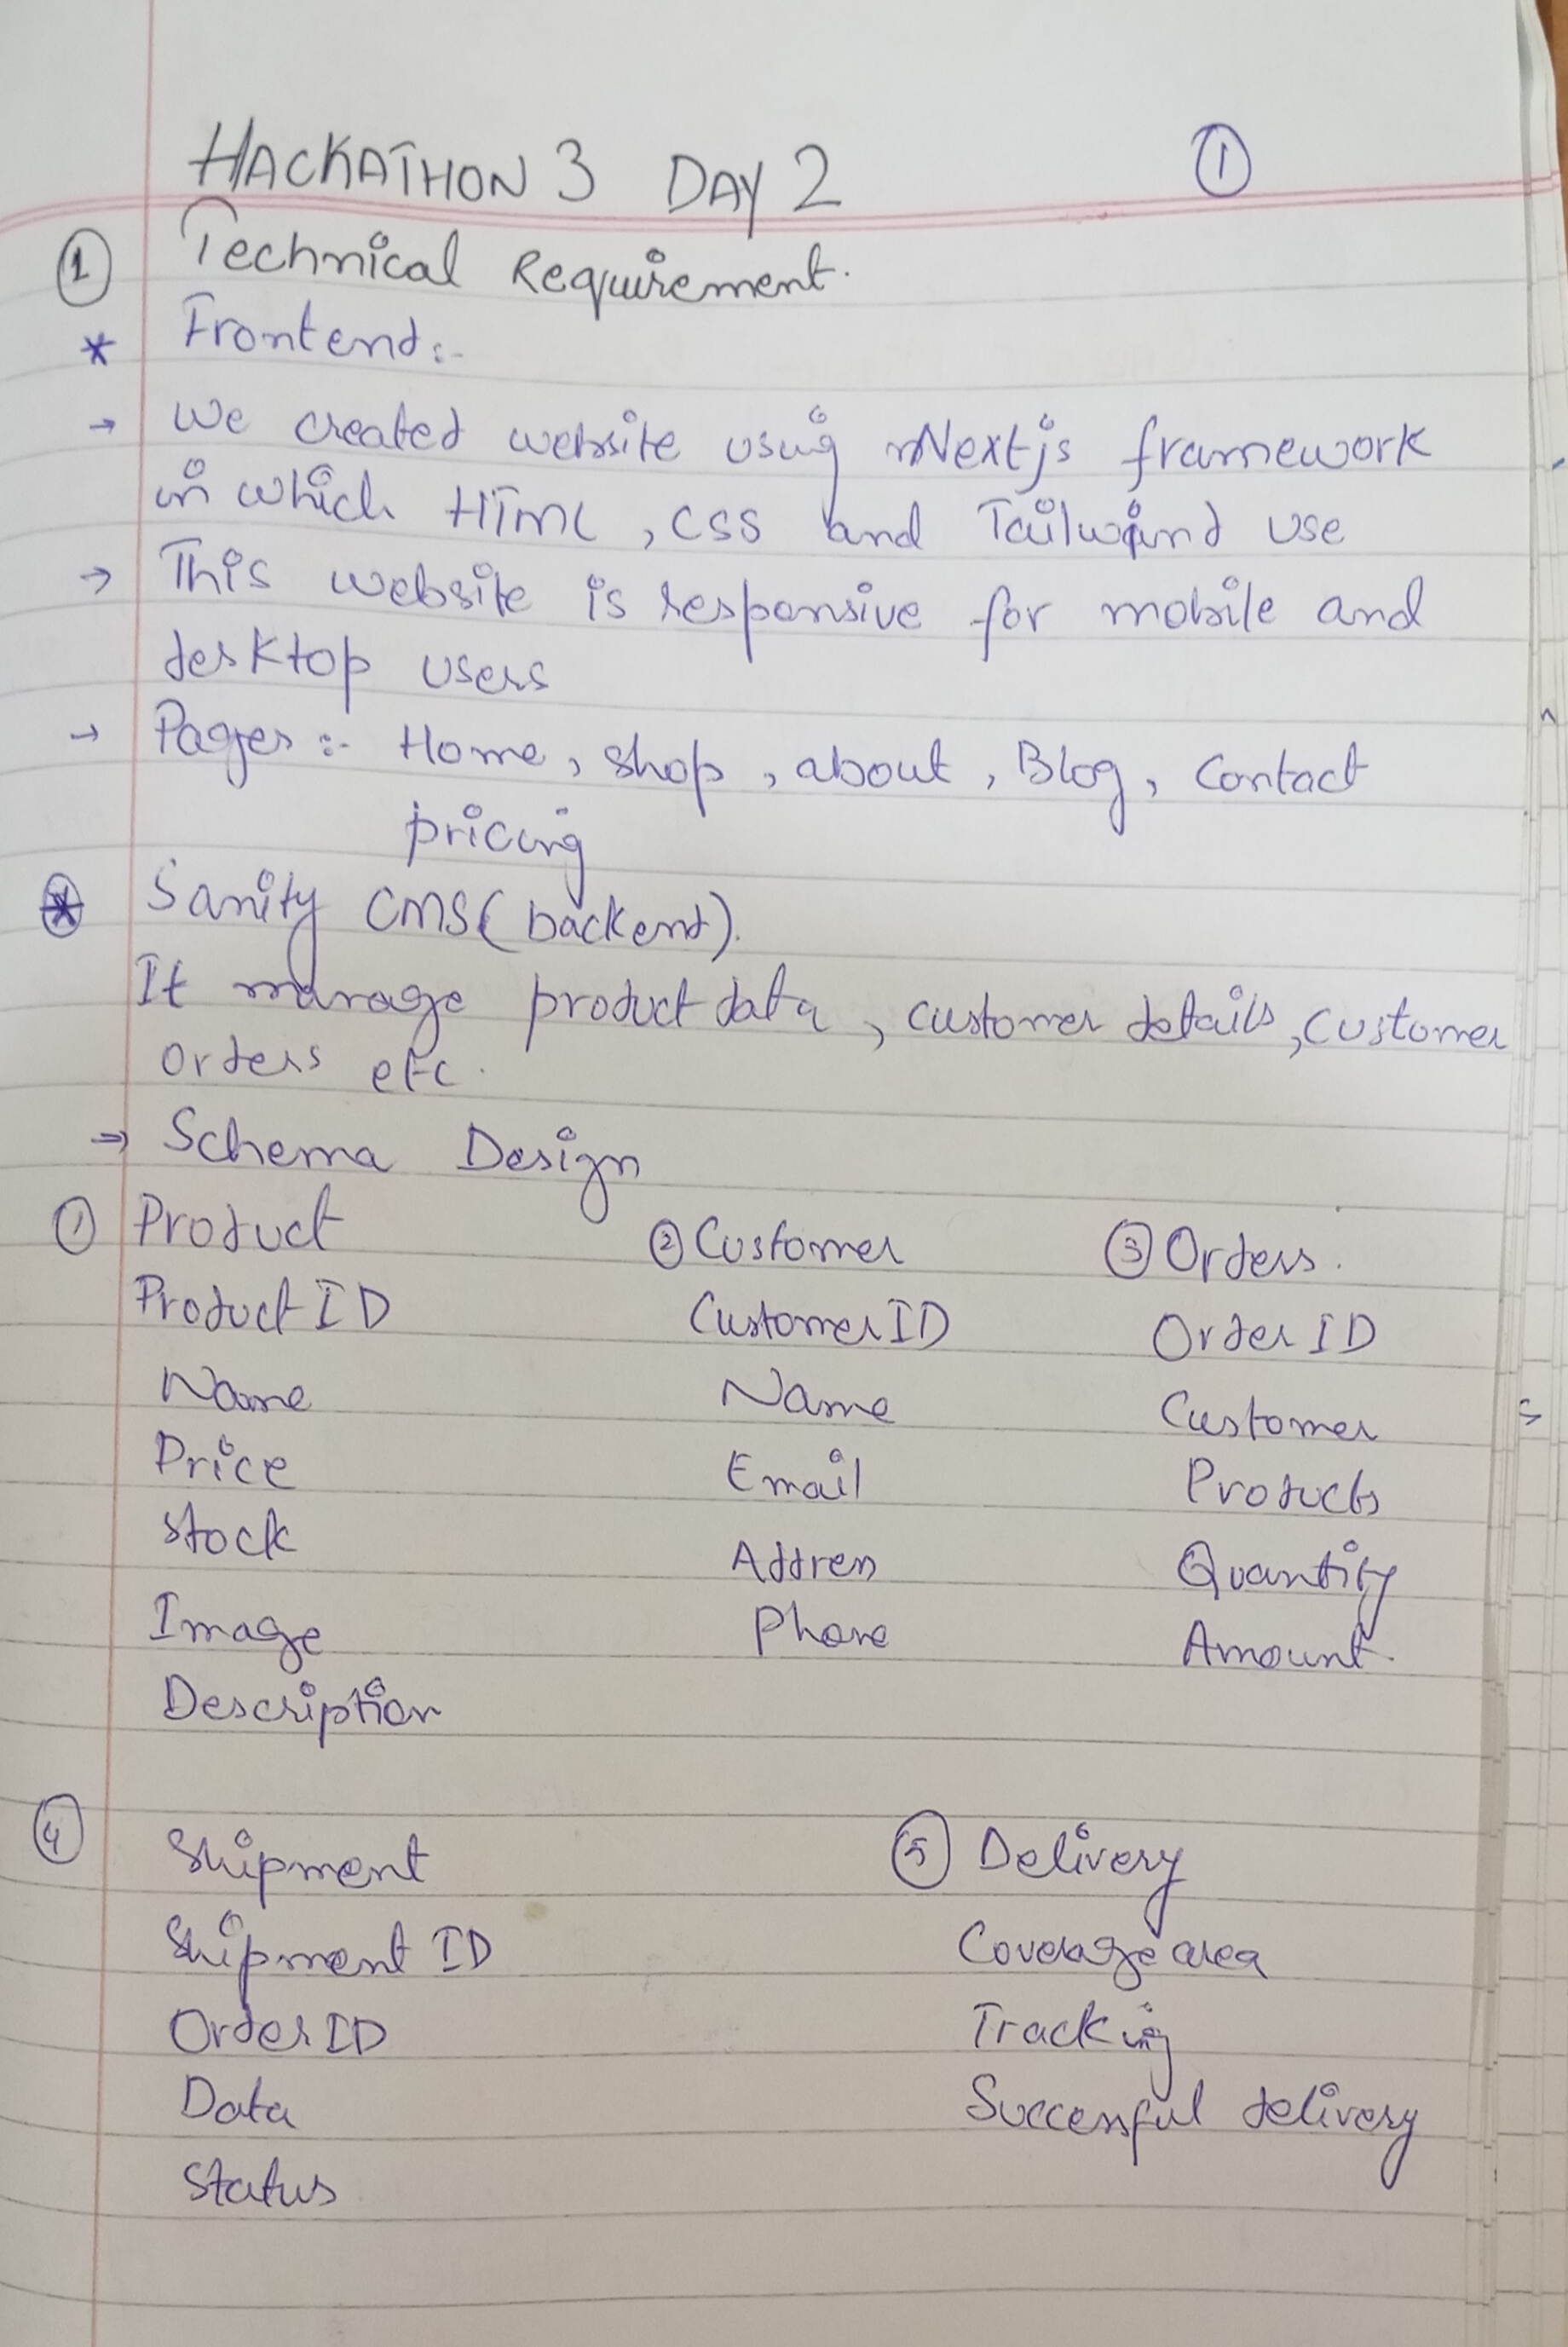 HACKATHON 3 DAY 2 ①
① Technical Requirement.
* Frontend:-
→ We created website using Nextjs framework
in which HTML, CSS and Tailwind use
→ This website is responsive for mobile and
desktop users
→ Pages :- Home, shop, about, Blog, Contact
pricing
* Sanity CMS (backend).
It manage product data, customer details, customer
orders etc.
⇒ Schema Design
① Product ② Customer ③ Orders.
Product ID Customer ID Order ID
Name Name Customer
Price Email Products
stock Address Quantity
Image Phone Amount.
Description
④ Shipment ⑤ Delivery
Shipment ID Coverage area
Order ID Tracking
Data Successful delivery
Status